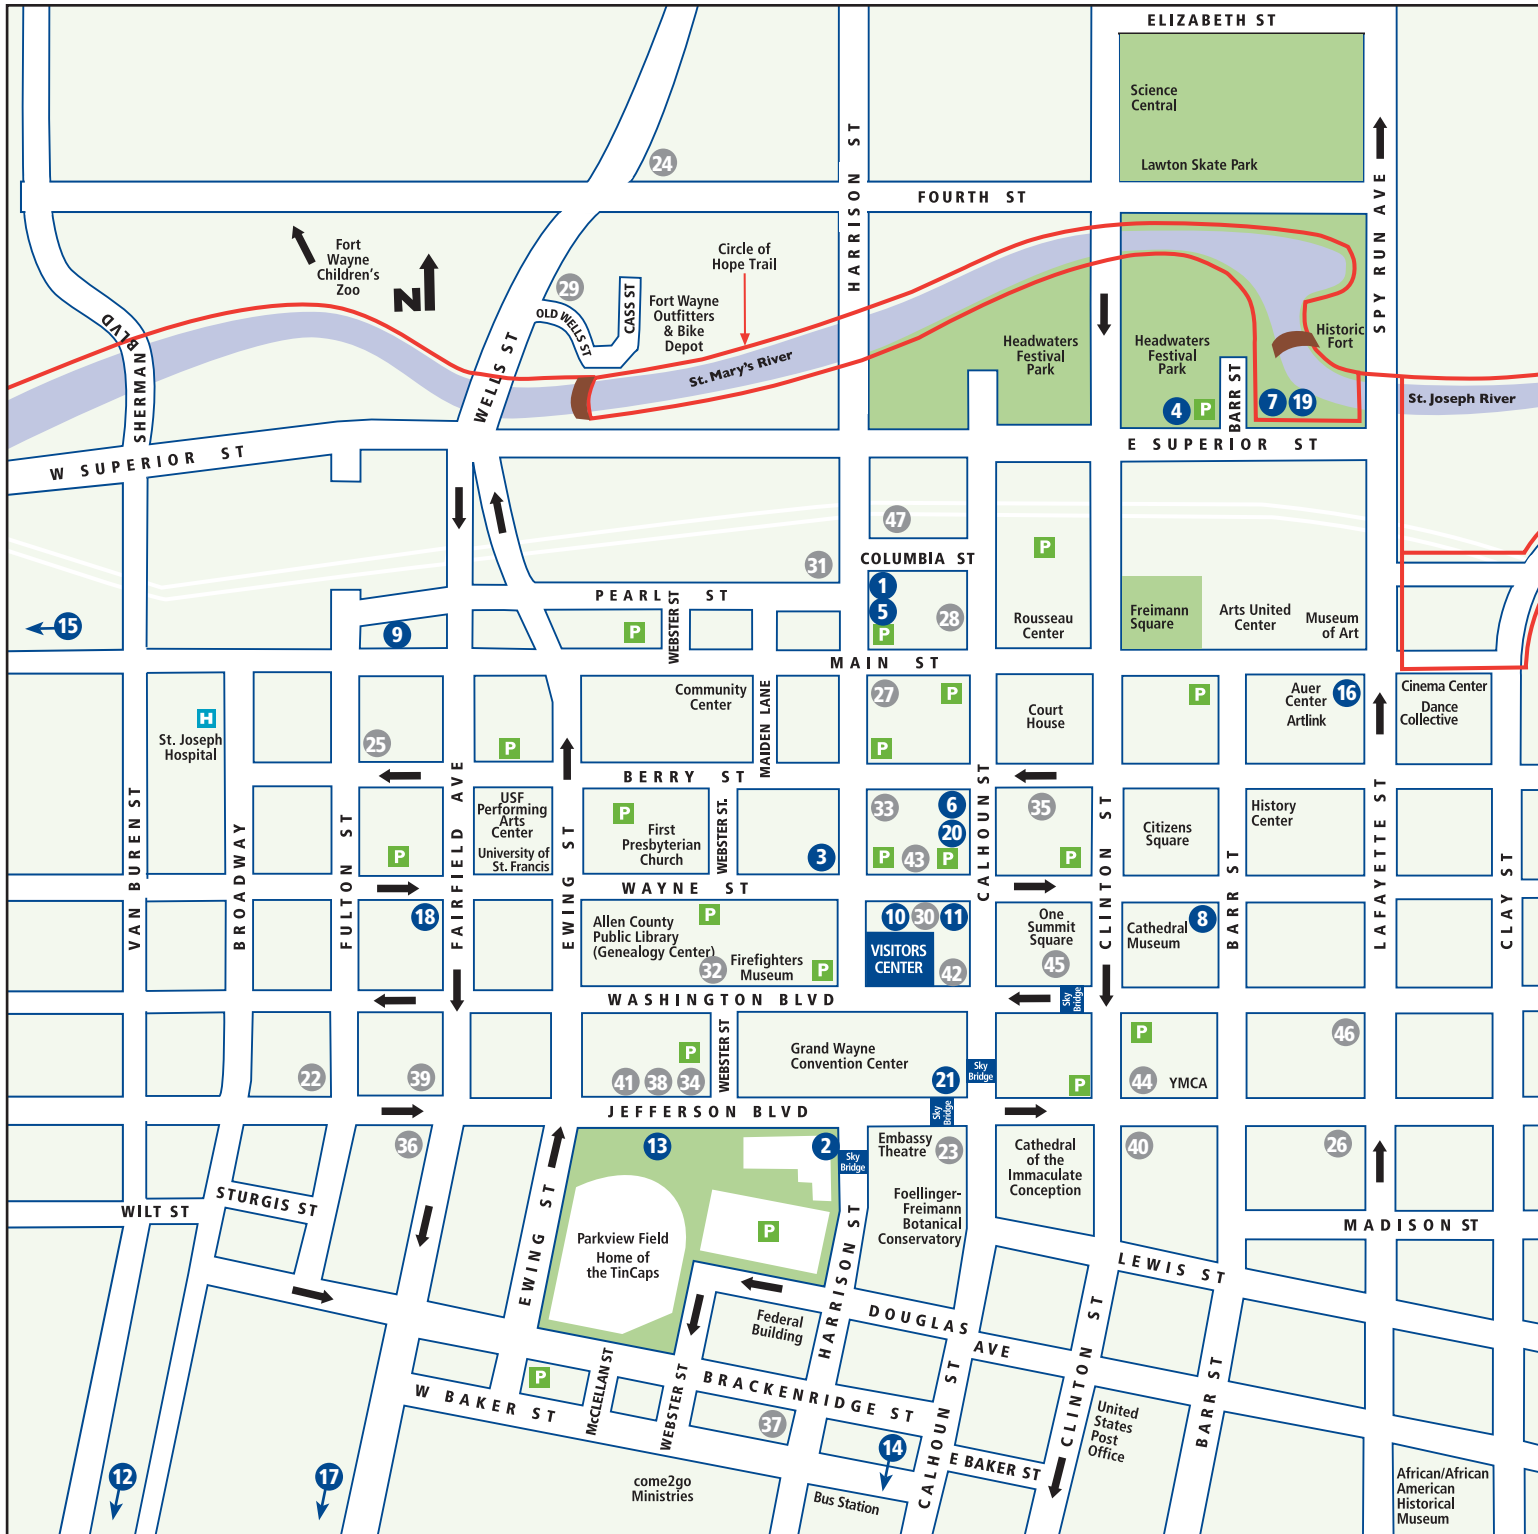 ELIZABETH ST
Science
Central
Lawton Skate Park
24
FOURTH ST
HARRISON ST
SPY RUN AVE
Fort
Wayne
Children's
Zoo
N
Circle of
Hope Trail
29
OLD WELLS ST
CASS ST
Fort Wayne
Outfitters
& Bike
Depot
SHERMAN
BLVD
WELLS ST
St. Mary's River
Headwaters
Festival
Park
Headwaters
Festival
Park
Historic
Fort
4
P
BARR ST
7
19
St. Joseph River
W SUPERIOR ST
E SUPERIOR ST
47
31
COLUMBIA ST
P
1
5
P
28
Rousseau
Center
Freimann
Square
Arts United
Center
Museum
of Art
15
9
PEARL ST
P
WEBSTER ST
MAIN ST
H
St. Joseph
Hospital
25
P
Community
Center
MAIDEN LANE
27
P
P
Court
House
P
Auer
Center
Artlink
16
Cinema Center
Dance
Collective
BERRY ST
VAN BUREN ST
BROADWAY
FULTON ST
FAIRFIELD AVE
EWING ST
P
USF
Performing
Arts
Center
University of
St. Francis
P
First
Presbyterian
Church
WEBSTER ST.
3
33
6
20
P
43
P
CALHOUN ST
35
P
CLINTON ST
Citizens
Square
History
Center
BARR ST
LAFAYETTE ST
CLAY ST
WAYNE ST
18
Allen County
Public Library
(Genealogy Center)
P
32
Firefighters
Museum
P
10
30
11
VISITORS
CENTER
42
One
Summit
Square
45
Cathedral
Museum
8
WASHINGTON BLVD
Sky
Bridge
22
39
P
41
38
34
WEBSTER ST
Grand Wayne
Convention Center
21
Sky
Bridge
P
P
44
YMCA
46
JEFFERSON BLVD
Sky
Bridge
36
13
2
Sky
Bridge
Embassy
Theatre
23
Foellinger-
Freimann
Botanical
Conservatory
Cathedral
of the
Immaculate
Conception
40
26
WILT ST
STURGIS ST
EWING ST
Parkview Field
Home of
the TinCaps
P
HARRISON ST
MADISON ST
LEWIS ST
Federal
Building
DOUGLAS AVE
CLINTON ST
P
McCLELLAN ST
W BAKER ST
WEBSTER ST
BRACKENRIDGE ST
37
CALHOUN ST
14
E BAKER ST
BARR ST
United
States
Post
Office
12
17
come2go
Ministries
Bus Station
African/African
American
Historical
Museum